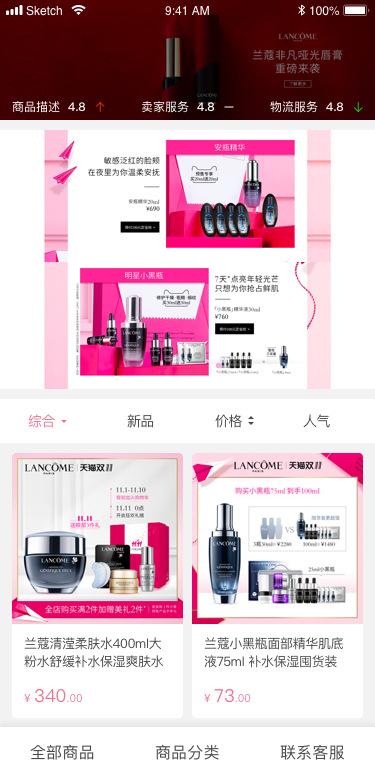 Sketch
9:41 AM
100%
LANCÔME
兰蔻非凡哑光唇膏
重磅来袭
商品描述 4.8
卖家服务 4.8
物流服务 4.8
安瓶精华
敏感泛红的脸颊
在夜里为你温柔安抚
安瓶精华20ml
¥690
明星小黑瓶
7天*点亮年轻光芒
只想为你抢占鲜肌
「小黑瓶」精华液30ml
¥760
综合
新品
价格
人气
LANCÔME 天猫双11
11.1-11.10
11.11 0点
全店购买满2件加赠美礼2件*
LANCÔME 天猫双11
购买小黑瓶75ml 到手100ml
VS
兰蔻清滢柔肤水400ml大
粉水舒缓补水保湿爽肤水
¥ 340.00
兰蔻小黑瓶面部精华肌底
液75ml 补水保湿囤货装
¥ 73.00
全部商品
商品分类
联系客服